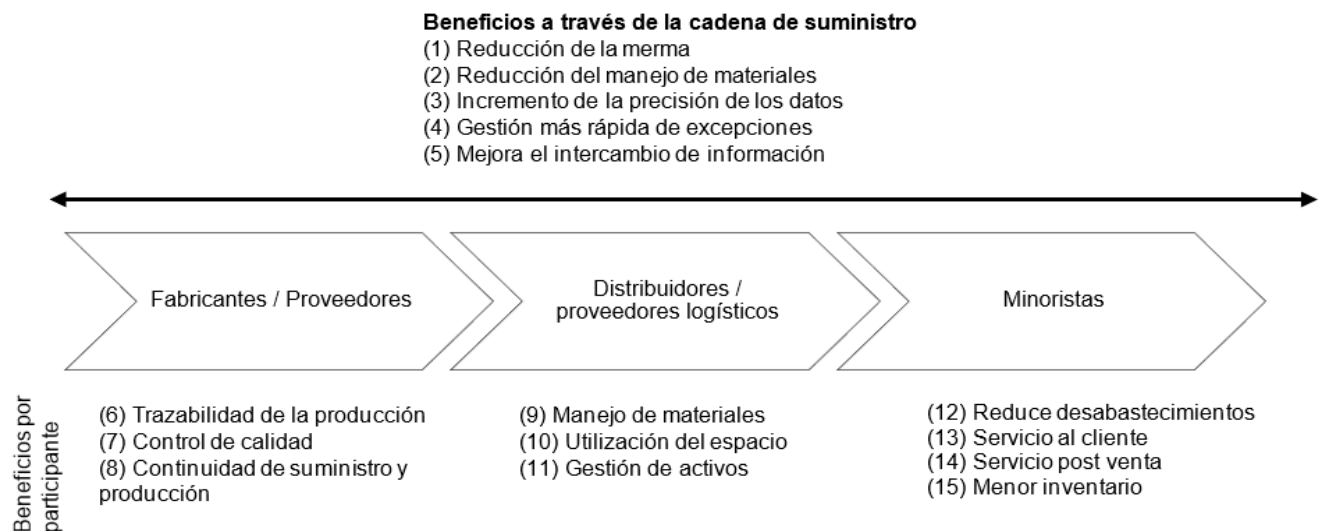 Beneficios a través de la cadena de suministro
(1) Reducción de la merma
(2) Reducción del manejo de materiales
(3) Incremento de la precisión de los datos
(4) Gestión más rápida de excepciones
(5) Mejora el intercambio de información
Fabricantes / Proveedores
Distribuidores /
proveedores logísticos
Minoristas
Beneficios por
participante
(6) Trazabilidad de la producción
(7) Control de calidad
(8) Continuidad de suministro y
producción
(9) Manejo de materiales
(10) Utilización del espacio
(11) Gestión de activos
(12) Reduce desabastecimientos
(13) Servicio al cliente
(14) Servicio post venta
(15) Menor inventario